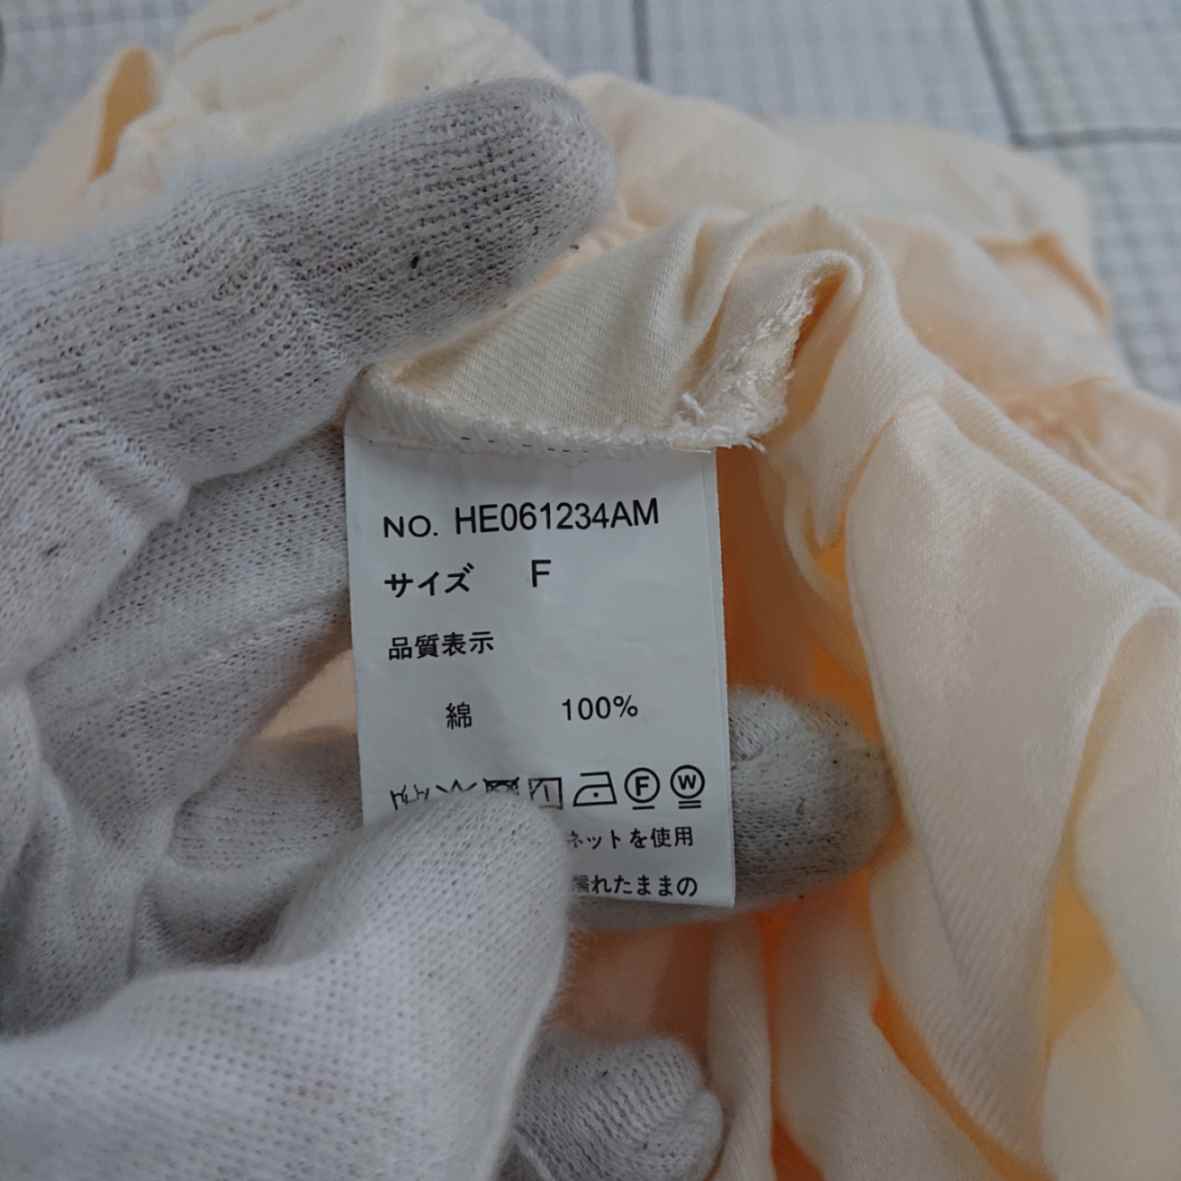 NO. HE061234AM
サイズ F
品質表示
綿 100%
F W
ネットを使用
濡れたままの